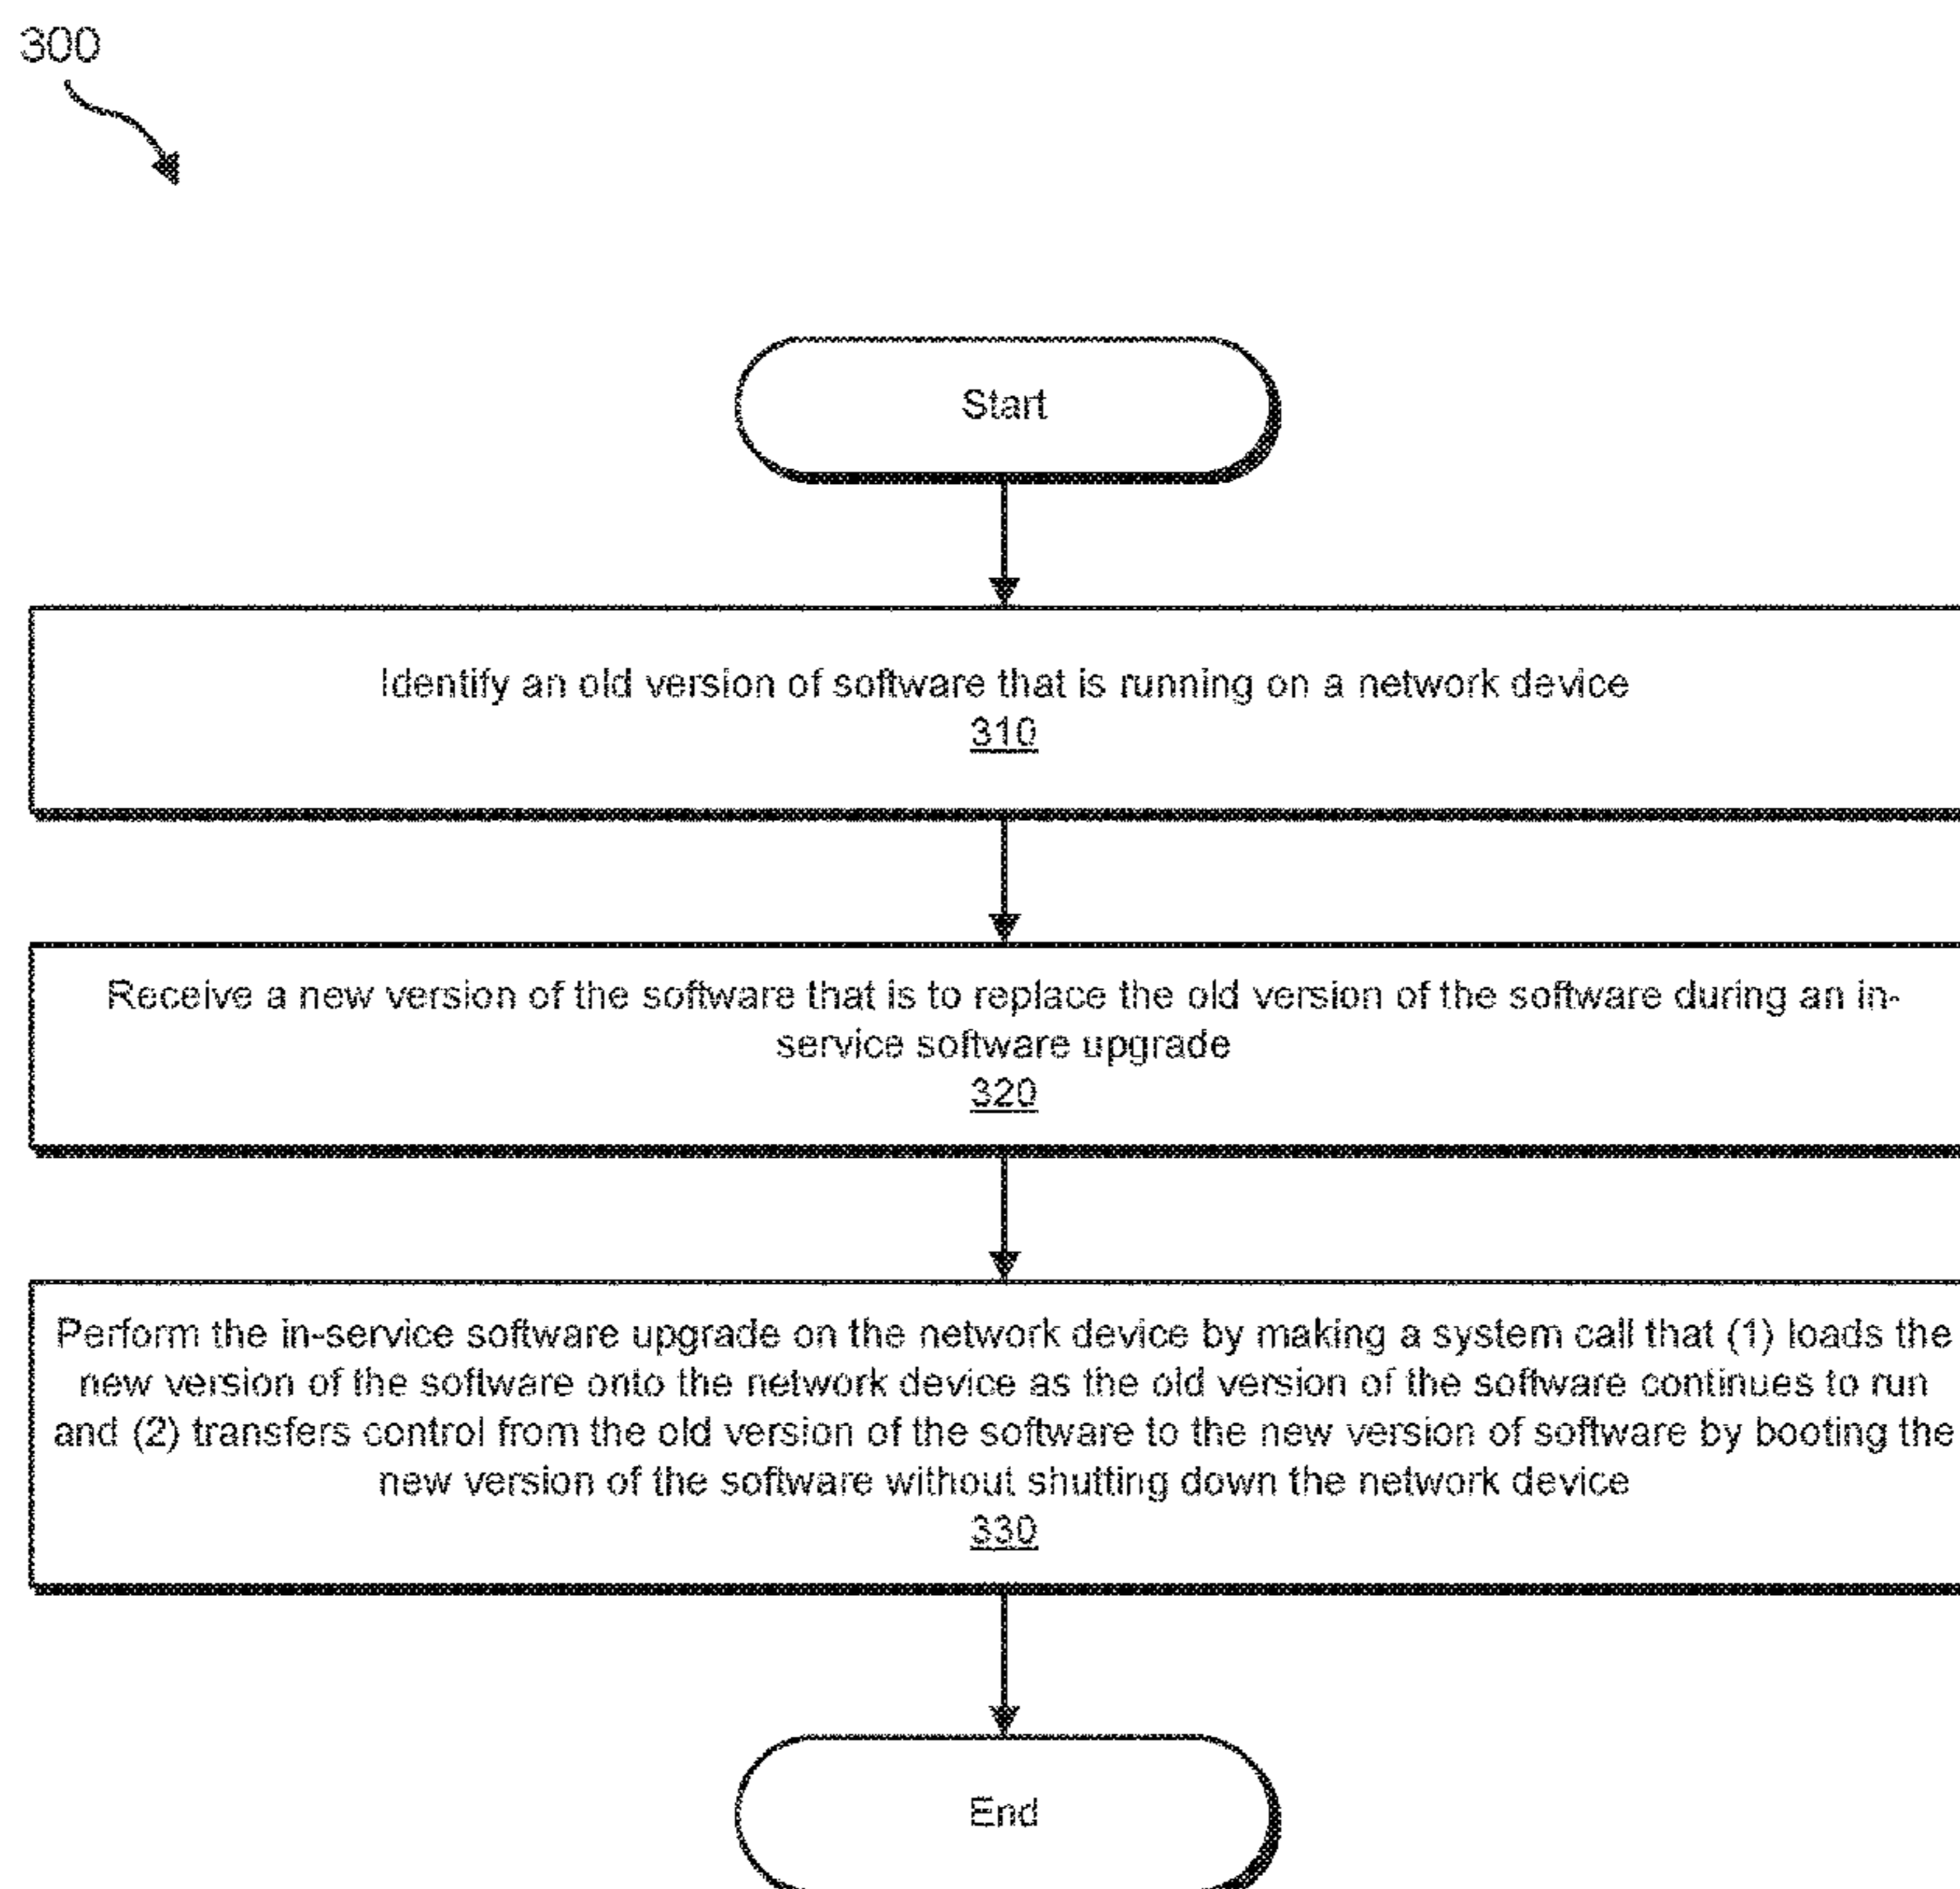 300
Start
Identify an old version of software that is running on a network device
310
Receive a new version of the software that is to replace the old version of the software during an in-
service software upgrade
320
Perform the in-service software upgrade on the network device by making a system call that (1) loads the
new version of the software onto the network device as the old version of the software continues to run
and (2) transfers control from the old version of the software to the new version of software by booting the
new version of the software without shutting down the network device
330
End